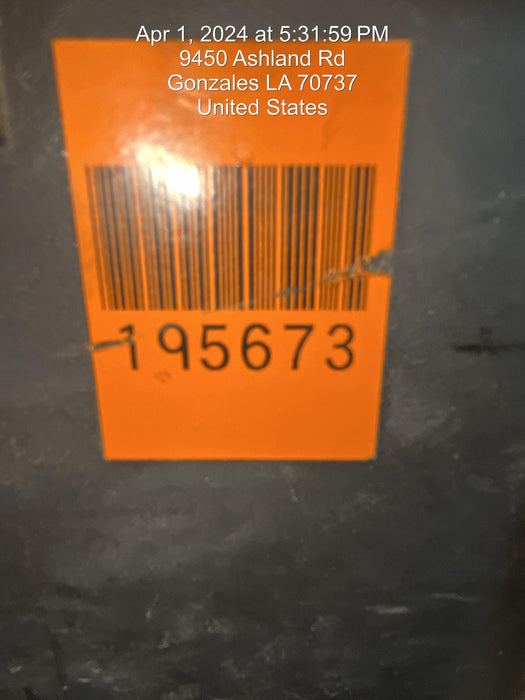 Apr 1, 2024 at 5:31:59 PM
9450 Ashland Rd
Gonzales LA 70737
United States
195673